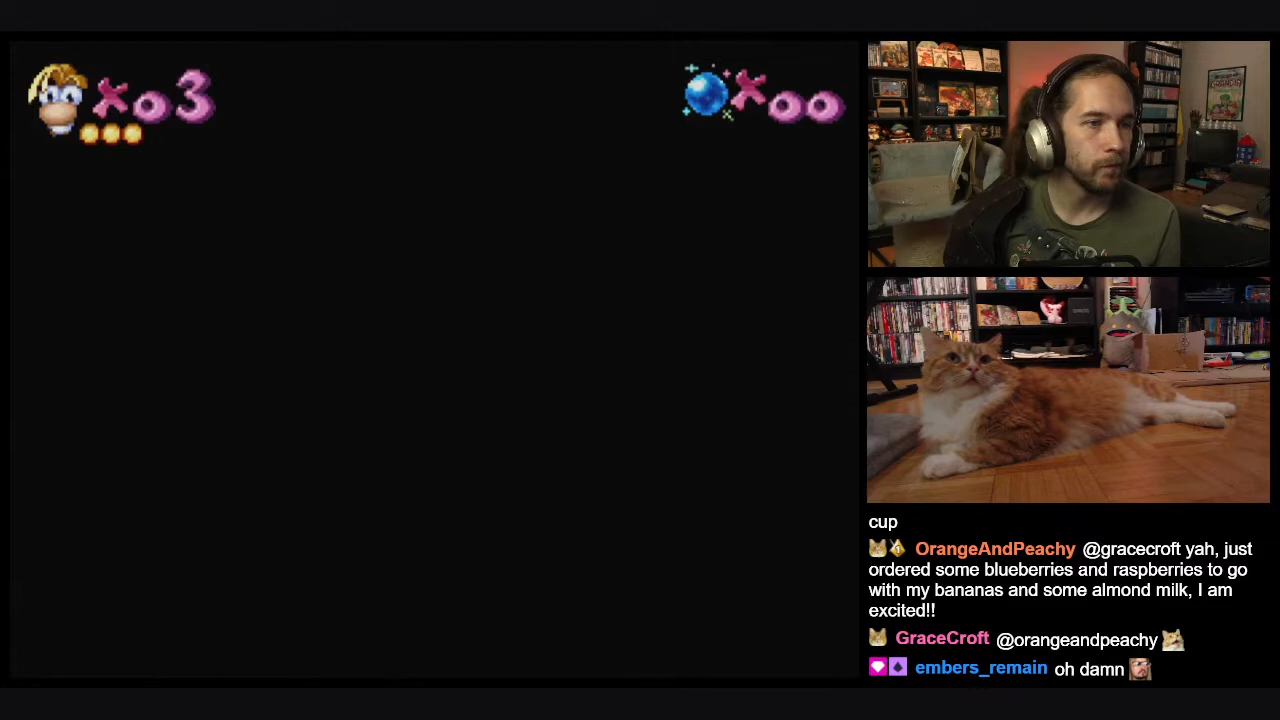 ×03
×00
cup
OrangeAndPeachy @gracecroft yah, just
ordered some blueberries and raspberries to go
with my bananas and some almond milk, I am
excited!!
GraceCroft @orangeandpeachy
embers_remain oh damn